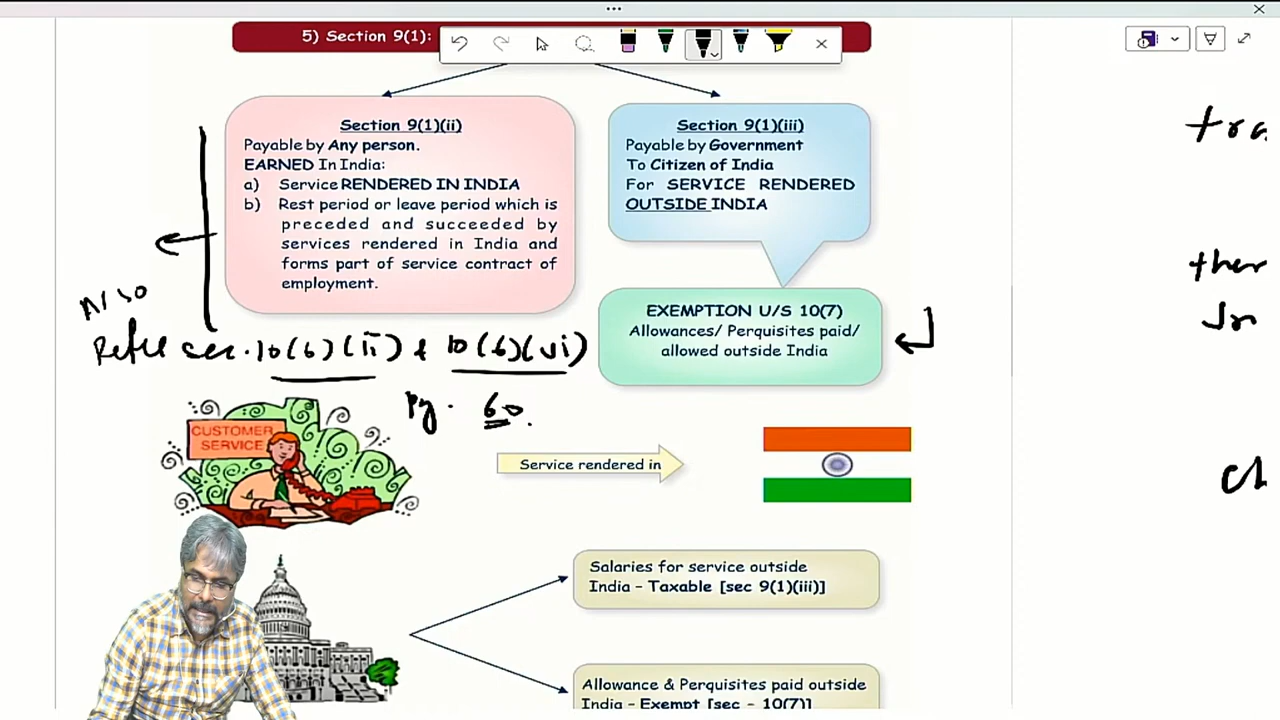 5) Section 9(1):
Section 9(1)(ii)
Payable by Any person.
EARNED In India:
a) Service RENDERED IN INDIA
b) Rest period or leave period which is
preceded and succeeded by
services rendered in India and
forms part of service contract of
employment.
Section 9(1)(iii)
Payable by Government
To Citizen of India
For SERVICE RENDERED
OUTSIDE INDIA
EXEMPTION U/S 10(7)
Allowances/ Perquisites paid/
allowed outside India
Also
Refer sec. 10(6)(ii) & 10(6)(vi)
Pg. 60.
CUSTOMER
SERVICE
Service rendered in
Salaries for service outside
India – Taxable [sec 9(1)(iii)]
Allowance & Perquisites paid outside
India – Exempt [sec – 10(7)]